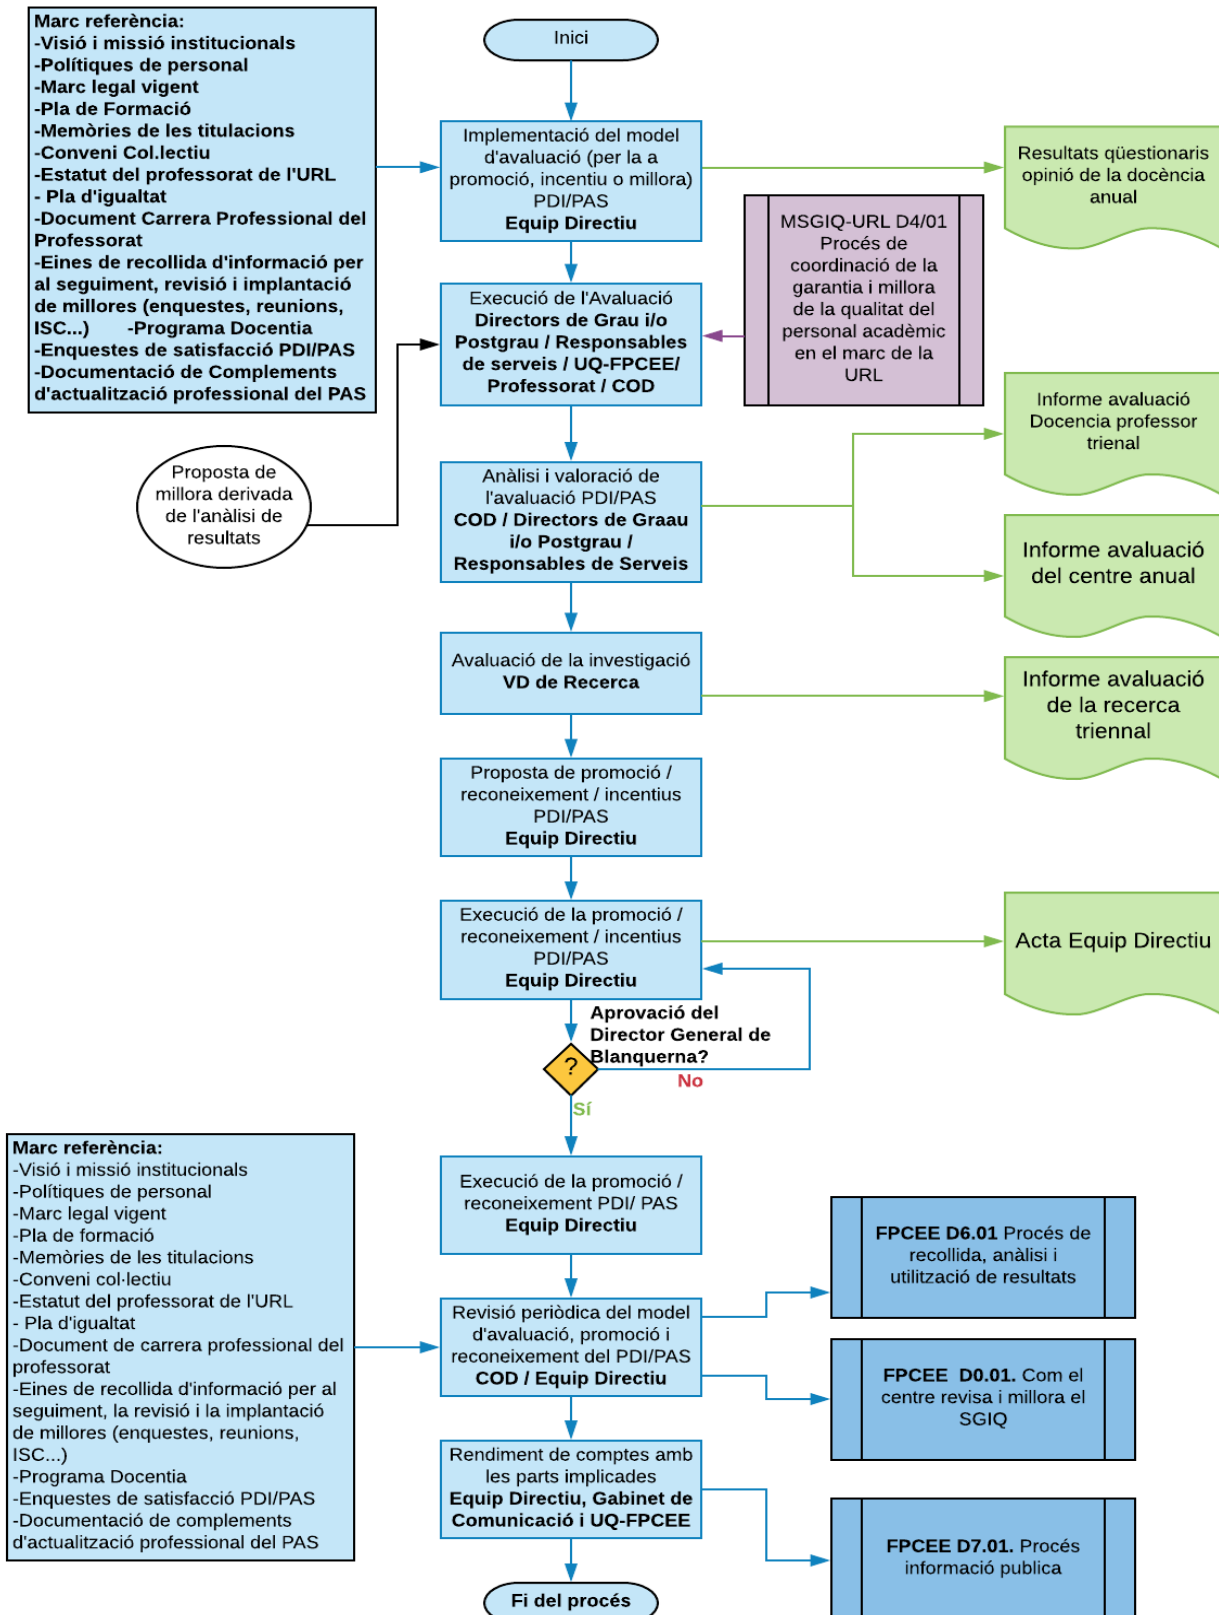 Marc referència:
-Visió i missió institucionals
-Polítiques de personal
-Marc legal vigent
-Pla de Formació
-Memòries de les titulacions
-Conveni Col.lectiu
-Estatut del professorat de l'URL
- Pla d'igualtat
-Document Carrera Professional del
Professorat
-Eines de recollida d'informació per
al seguiment, revisió i implantació
de millores (enquestes, reunions,
ISC...) -Programa Docentia
-Enquestes de satisfacció PDI/PAS
-Documentació de Complements
d'actualització professional del PAS
Inici
Implementació del model
d'avaluació (per la a
promoció, incentiu o millora)
PDI/PAS
Equip Directiu
Resultats qüestionaris
opinió de la docència
anual
MSGIQ-URL D4/01
Procés de
coordinació de la
garantia i millora
de la qualitat del
personal acadèmic
en el marc de la
URL
Execució de l'Avaluació
Directors de Grau i/o
Postgrau / Responsables
de serveis / UQ-FPCEE/
Professorat / COD
Proposta de
millora derivada
de l'anàlisi de
resultats
Informe avaluació
Docencia professor
trienal
Anàlisi i valoració de
l'avaluació PDI/PAS
COD / Directors de Graau
i/o Postgrau /
Responsables de Serveis
Informe avaluació
del centre anual
Avaluació de la investigació
VD de Recerca
Informe avaluació
de la recerca
triennal
Proposta de promoció /
reconeixement / incentius
PDI/PAS
Equip Directiu
Execució de la promoció /
reconeixement / incentius
PDI/PAS
Equip Directiu
Acta Equip Directiu
Aprovació del
Director General de
Blanquerna?
?
No
Sí
Execució de la promoció /
reconeixement PDI/ PAS
Equip Directiu
Marc referència:
-Visió i missió institucionals
-Polítiques de personal
-Marc legal vigent
-Pla de formació
-Memòries de les titulacions
-Conveni col·lectiu
-Estatut del professorat de l'URL
- Pla d'igualtat
-Document de carrera professional del
professorat
-Eines de recollida d'informació per al
seguiment, la revisió i la implantació
de millores (enquestes, reunions,
ISC...)
-Programa Docentia
-Enquestes de satisfacció PDI/PAS
-Documentació de complements
d'actualització professional del PAS
FPCEE D6.01 Procés de
recollida, anàlisi i
utilització de resultats
Revisió periòdica del model
d'avaluació, promoció i
reconeixement del PDI/PAS
COD / Equip Directiu
FPCEE D0.01. Com el
centre revisa i millora el
SGIQ
Rendiment de comptes amb
les parts implicades
Equip Directiu, Gabinet de
Comunicació i UQ-FPCEE
FPCEE D7.01. Procés
informació publica
Fi del procés